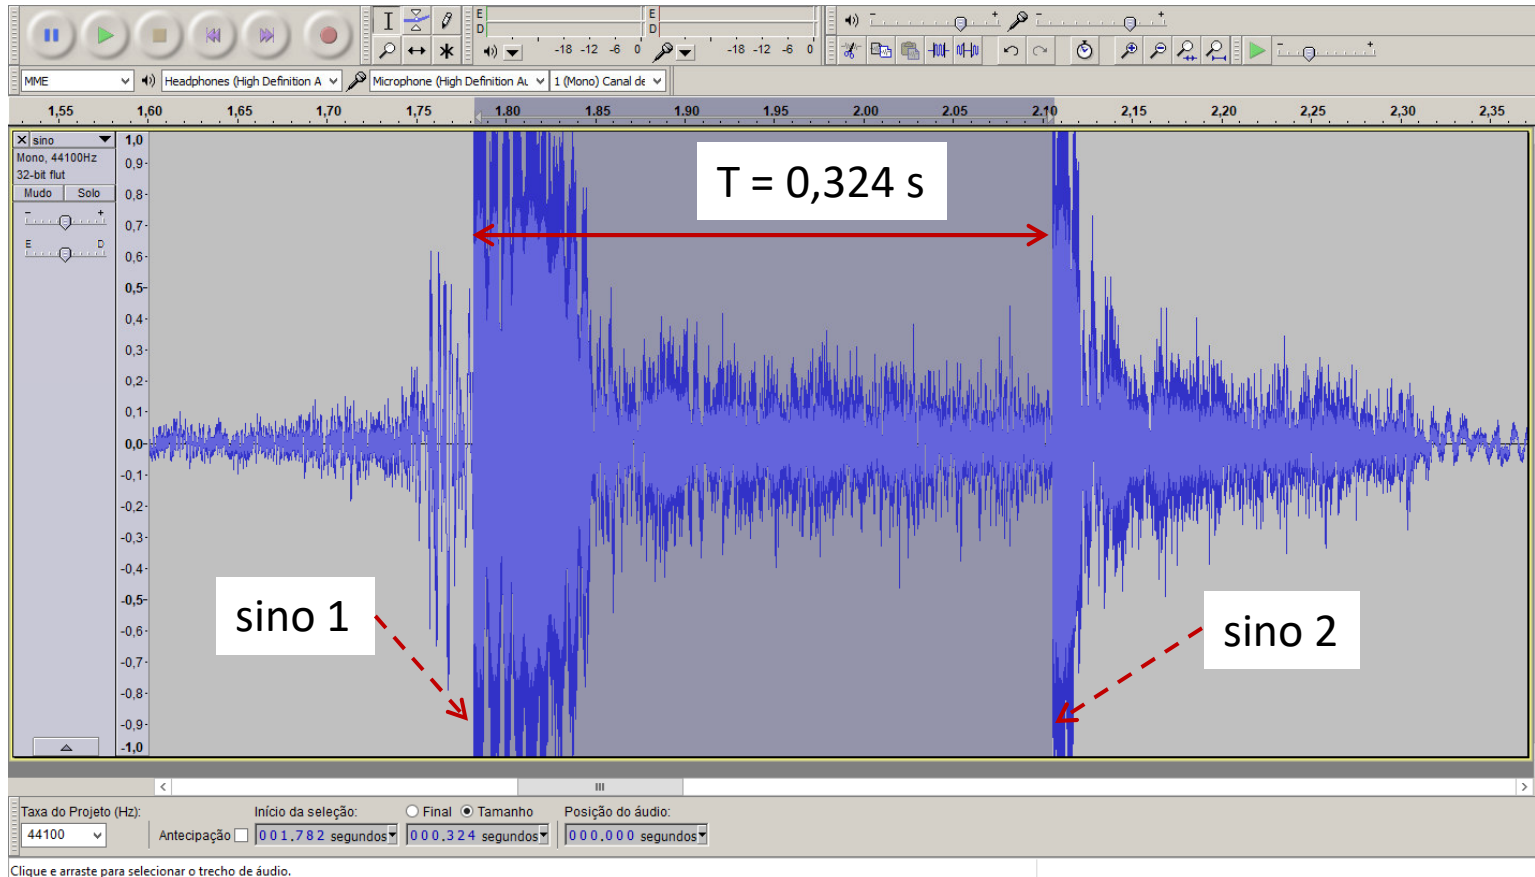 E
D
-18 -12 -6 0
E
D
-18 -12 -6 0
- +
- +
- +
MME
Headphones (High Definition A
Microphone (High Definition Au
1 (Mono) Canal de
1,55 1,60 1,65 1,70 1,75 1,80 1,85 1,90 1,95 2,00 2,05 2,10 2,15 2,20 2,25 2,30 2,35
X sino
Mono, 44100Hz
32-bit flut
Mudo Solo
- +
E D
1,0
0,9-
0,8-
0,7-
0,6-
0,5-
0,4-
0,3-
0,2-
0,1-
0,0-
-0,1-
-0,2-
-0,3-
-0,4-
-0,5-
-0,6-
-0,7-
-0,8-
-0,9-
-1,0
T = 0,324 s
sino 1
sino 2
Taxa do Projeto (Hz):
44100
Antecipação
Início da seleção:
001.782 segundos
Final Tamanho
000.324 segundos
Posição do áudio:
000.000 segundos
Clique e arraste para selecionar o trecho de áudio.